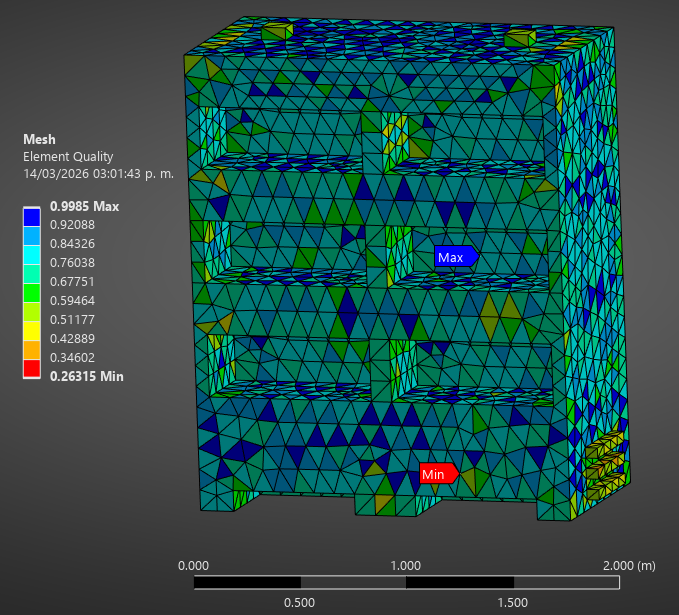 Mesh
Element Quality
14/03/2026 03:01:43 p. m.
0.9985 Max
0.92088
0.84326
0.76038
0.67751
0.59464
0.51177
0.42889
0.34602
0.26315 Min
Max
Min
0.000 1.000 2.000 (m)
0.500 1.500